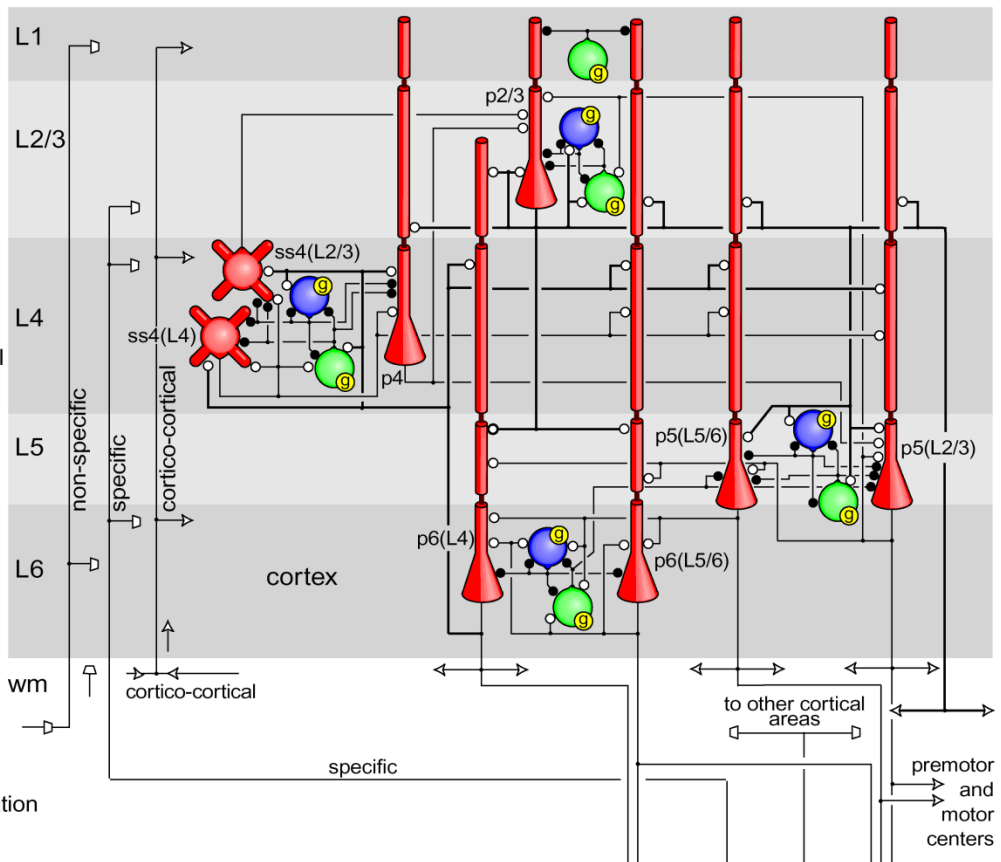 L1
p2/3
L2/3
ss4(L2/3)
L4
ss4(L4)
l
p4
non-specific
specific
cortico-cortical
L5
p5(L5/6)
p5(L2/3)
p6(L4)
p6(L5/6)
L6
cortex
wm
cortico-cortical
to other cortical
areas
specific
premotor
and
motor
centers
tion
g
g
g
g
g
g
g
g
g